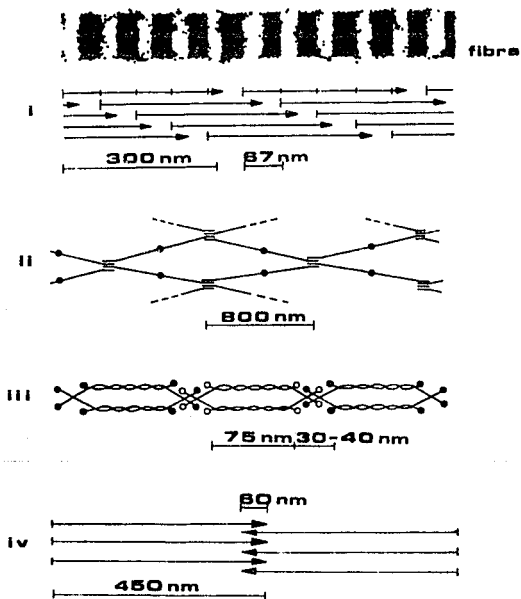 fibra
i
300 nm
67 nm
ii
800 nm
iii
75 nm
30-40 nm
60 nm
iv
450 nm